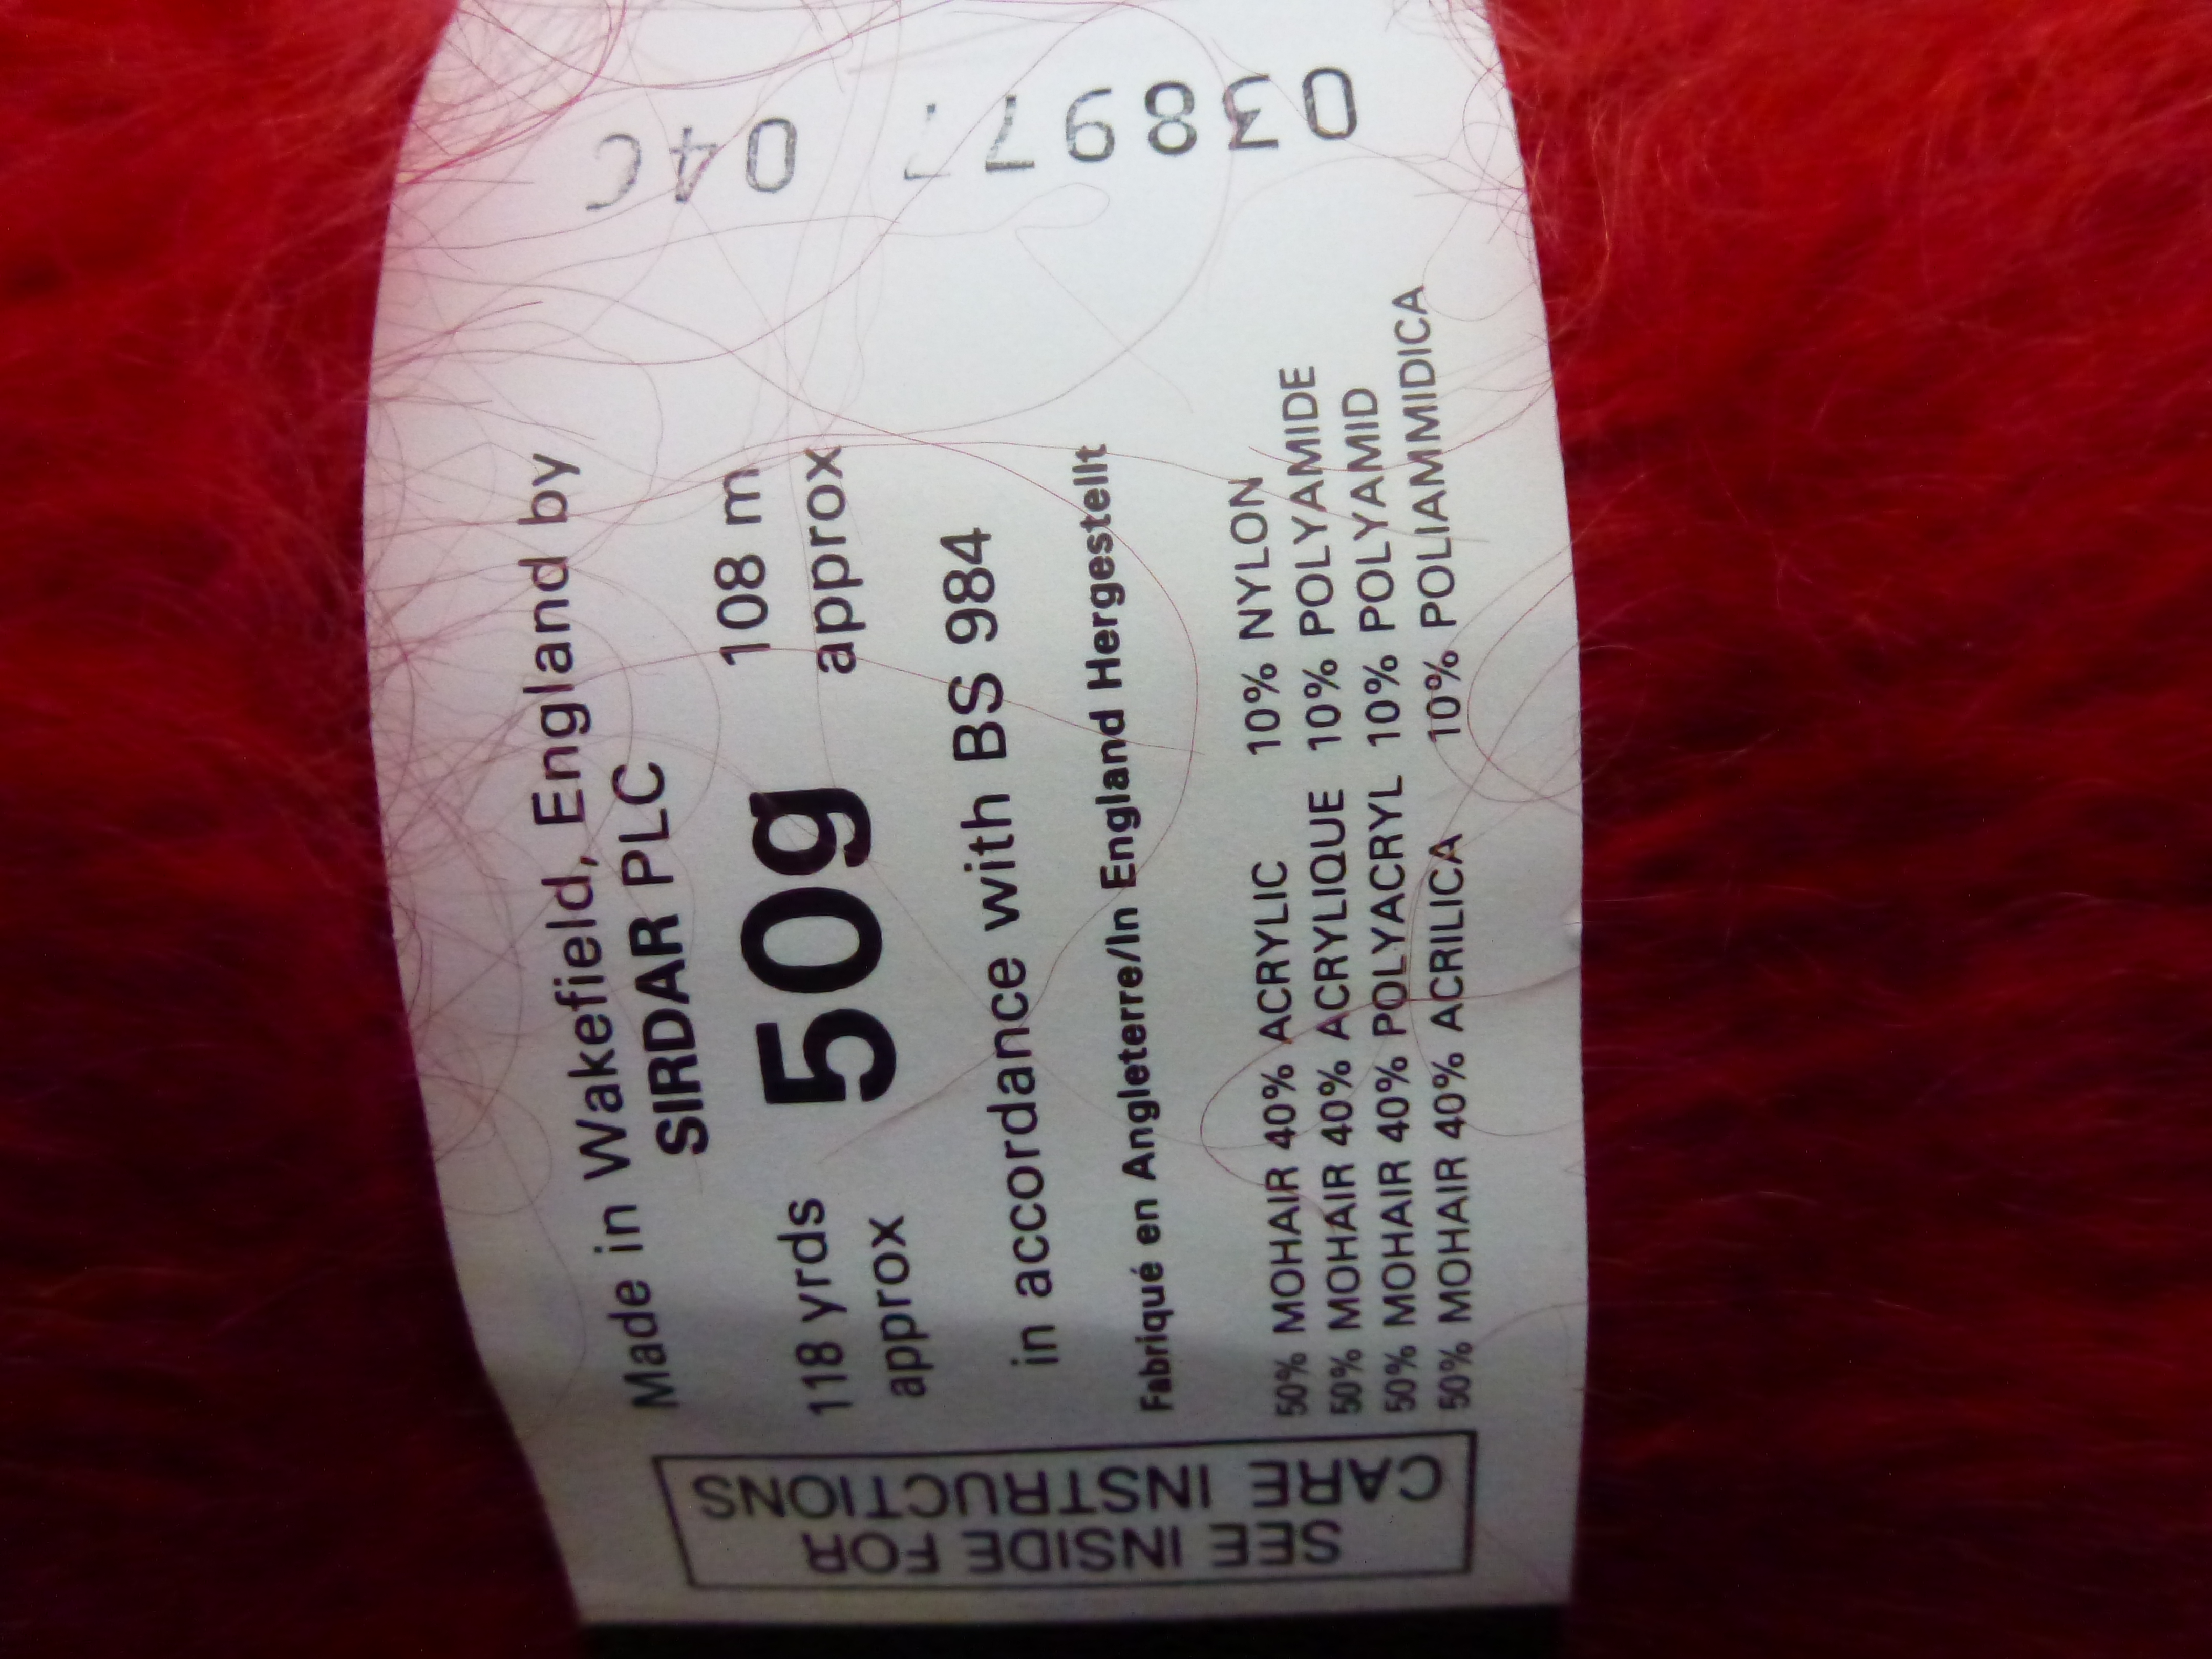 Made in Wakefield, England by
SIRDAR PLC
118 yrds 50g 108 m
approx approx
in accordance with BS 984
Fabriqué en Angleterre/In England Hergestellt
50% MOHAIR 40% ACRYLIC 10% NYLON
50% MOHAIR 40% ACRYLIQUE 10% POLYAMIDE
50% MOHAIR 40% POLYACRYL 10% POLYAMID
50% MOHAIR 40% ACRILICA 10% POLIAMMIDICA
SEE INSIDE FOR
CARE INSTRUCTIONS